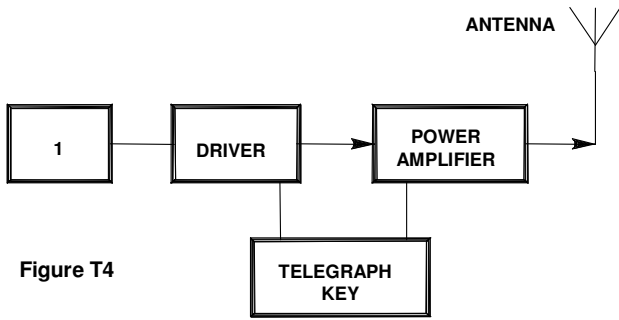 ANTENNA
1
DRIVER
POWER
AMPLIFIER
Figure T4
TELEGRAPH
KEY